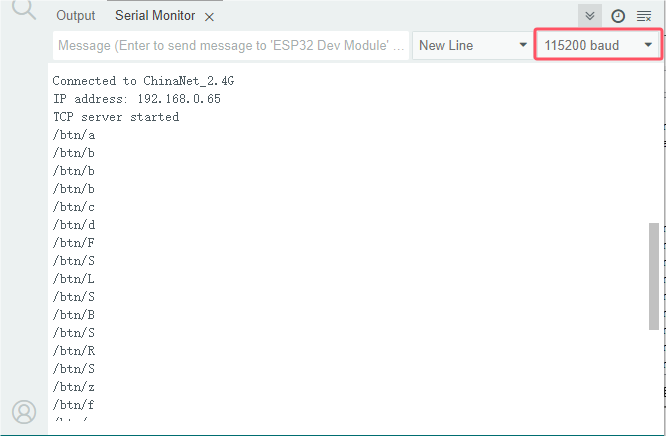 Output Serial Monitor
Message (Enter to send message to 'ESP32 Dev Module' ... New Line 115200 baud
Connected to ChinaNet_2.4G
IP address: 192.168.0.65
TCP server started
/btn/a
/btn/b
/btn/b
/btn/b
/btn/c
/btn/d
/btn/F
/btn/S
/btn/L
/btn/S
/btn/B
/btn/S
/btn/R
/btn/S
/btn/z
/btn/f